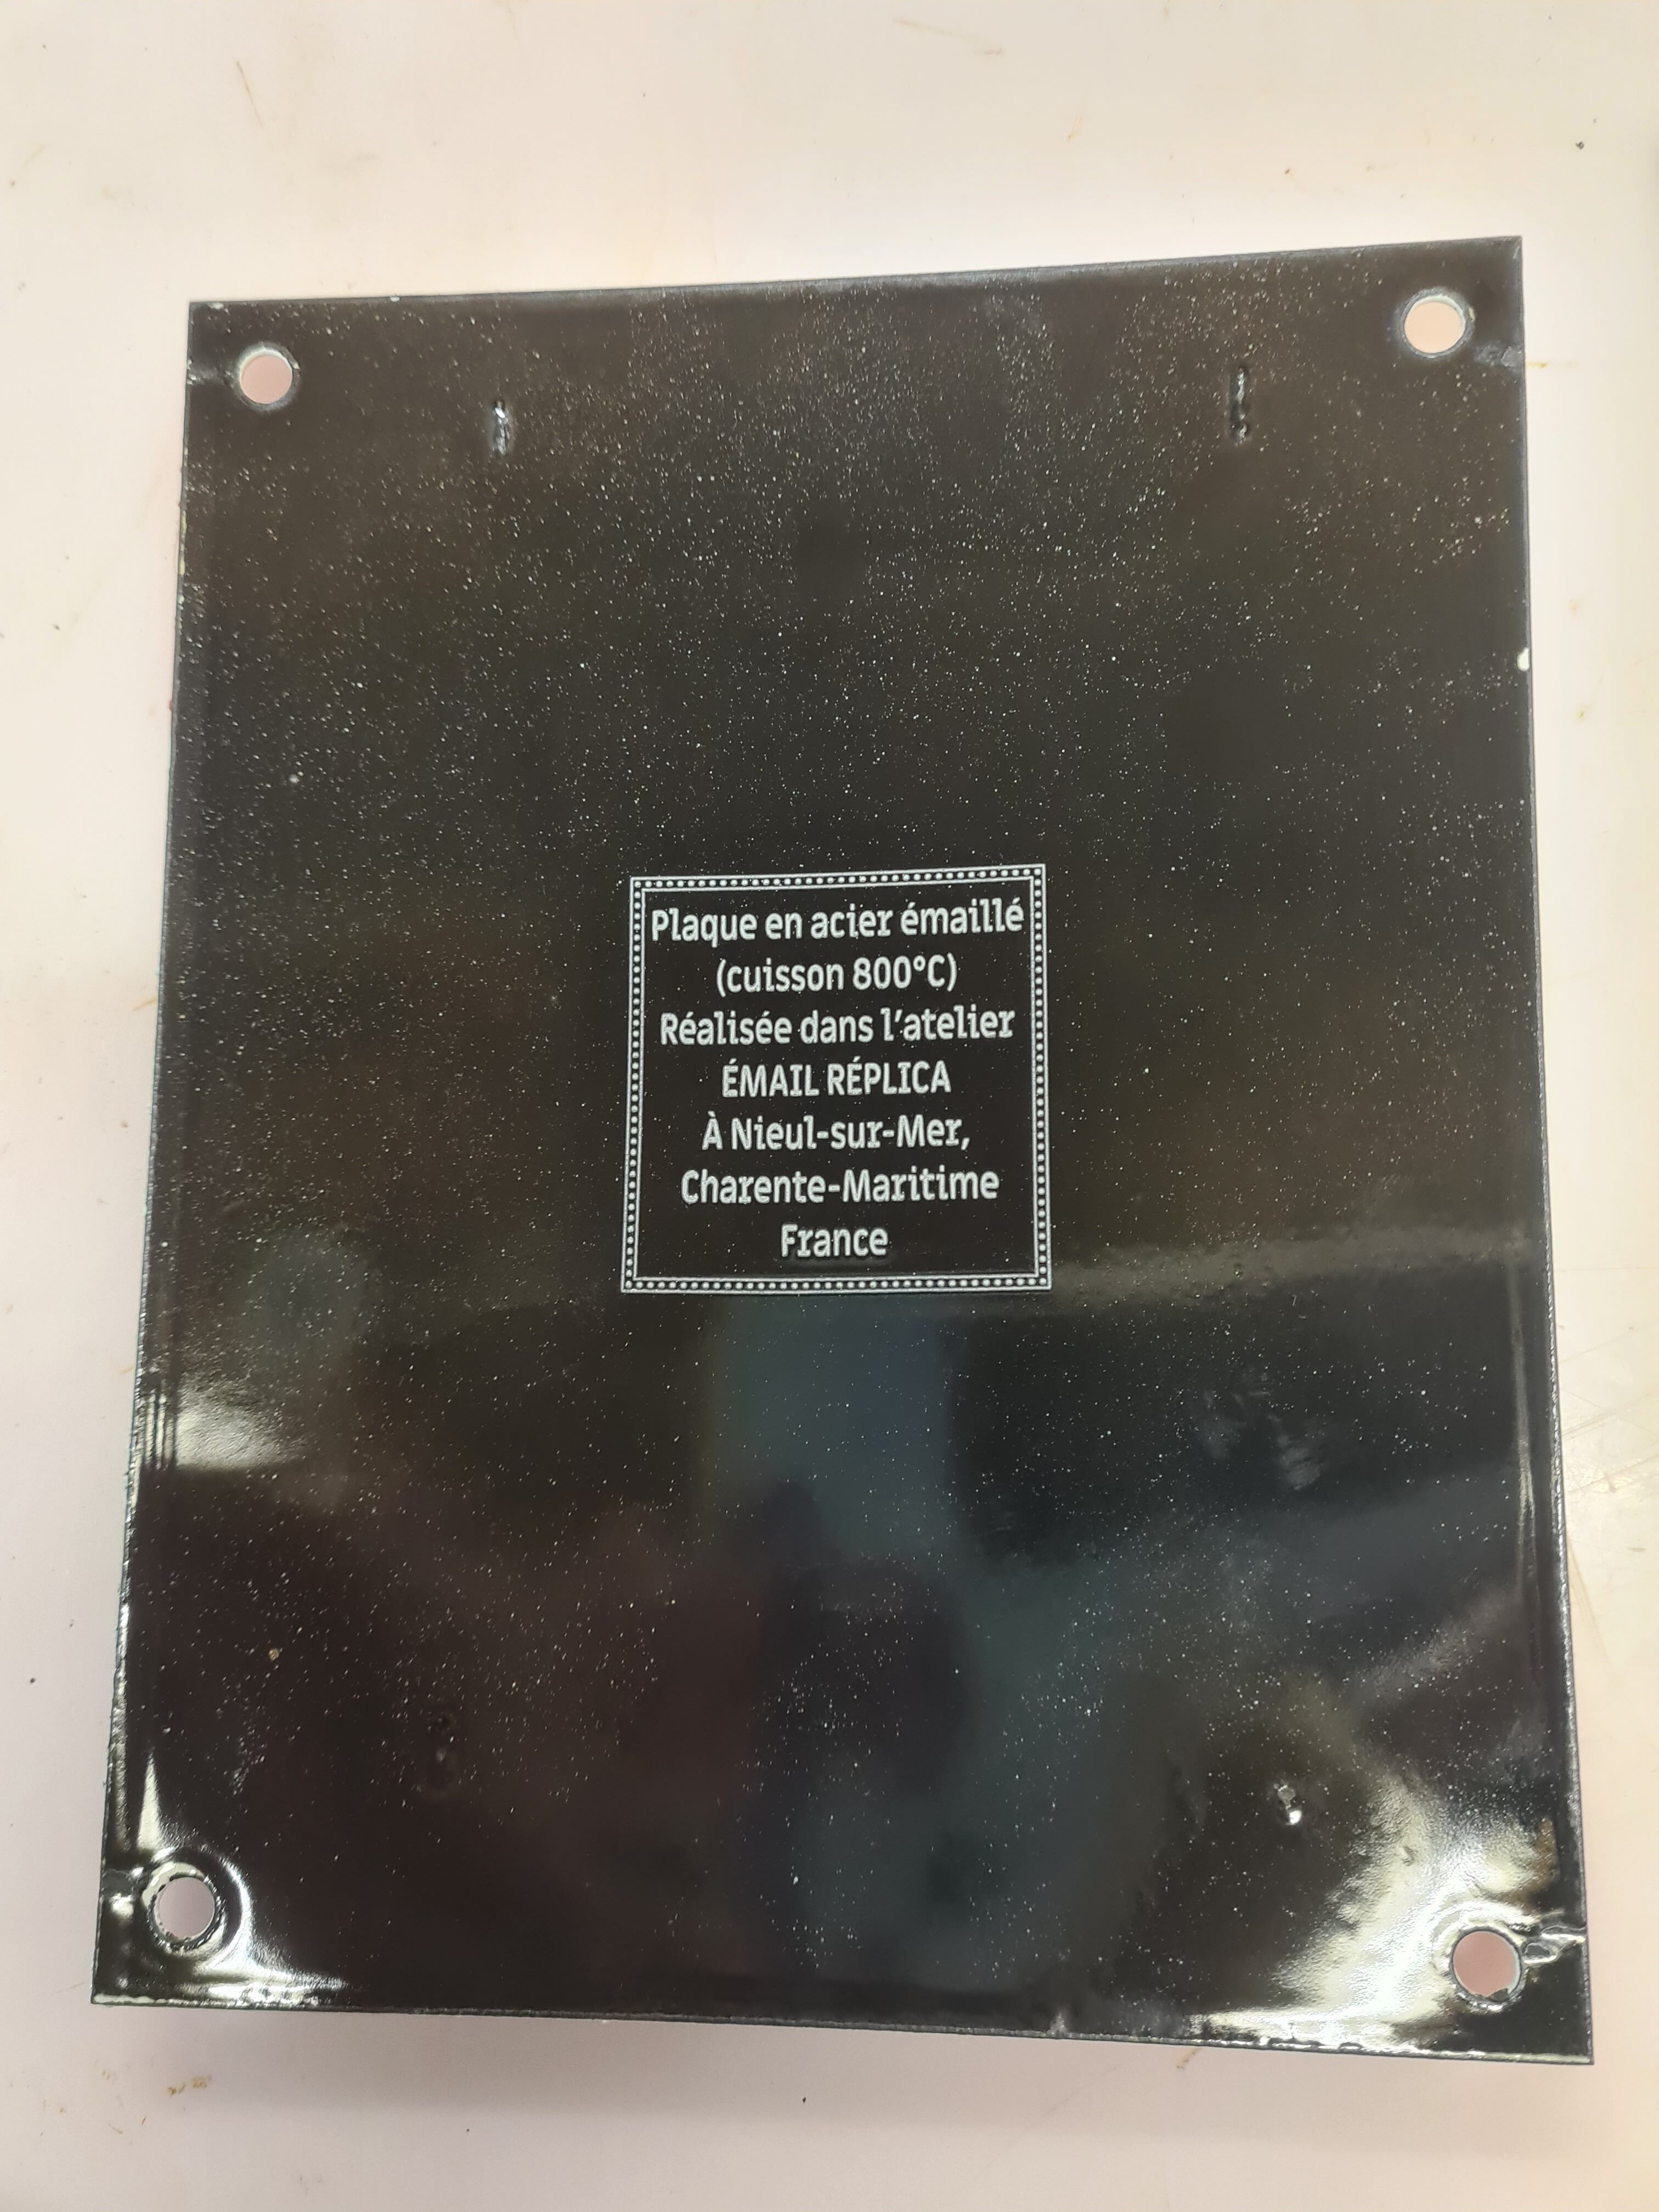 Plaque en acier émaillé
(cuisson 800°C)
Réalisée dans l'atelier
ÉMAIL RÉPLICA
À Nieul-sur-Mer,
Charente-Maritime
France